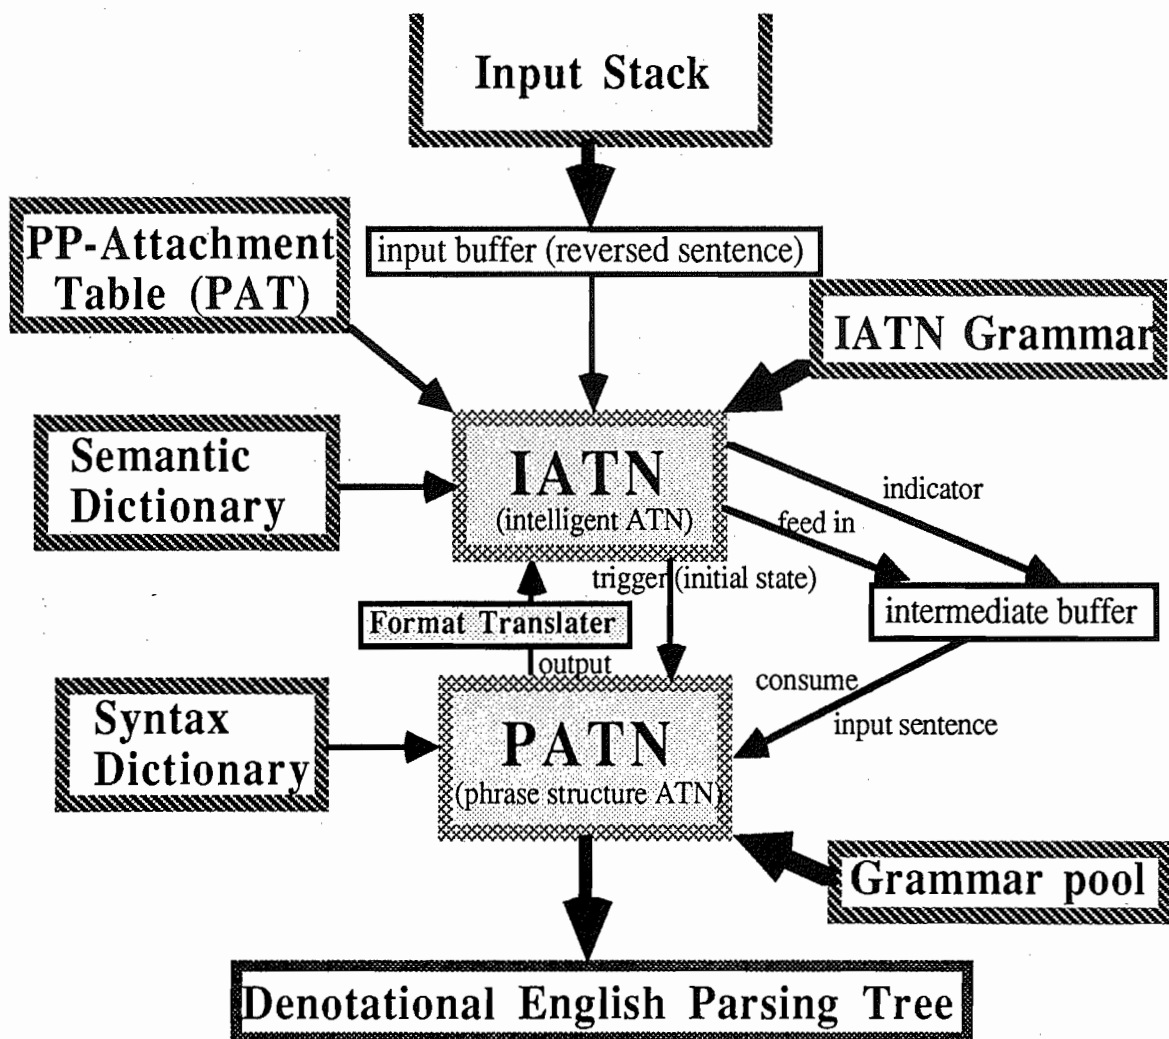 Input Stack
PP-Attachment
Table (PAT)
input buffer (reversed sentence)
IATN Grammar
Semantic
Dictionary
IATN
(intelligent ATN)
indicator
feed in
trigger (initial state)
intermediate buffer
Format Translater
output
consume
input sentence
Syntax
Dictionary
PATN
(phrase structure ATN)
Grammar pool
Denotational English Parsing Tree